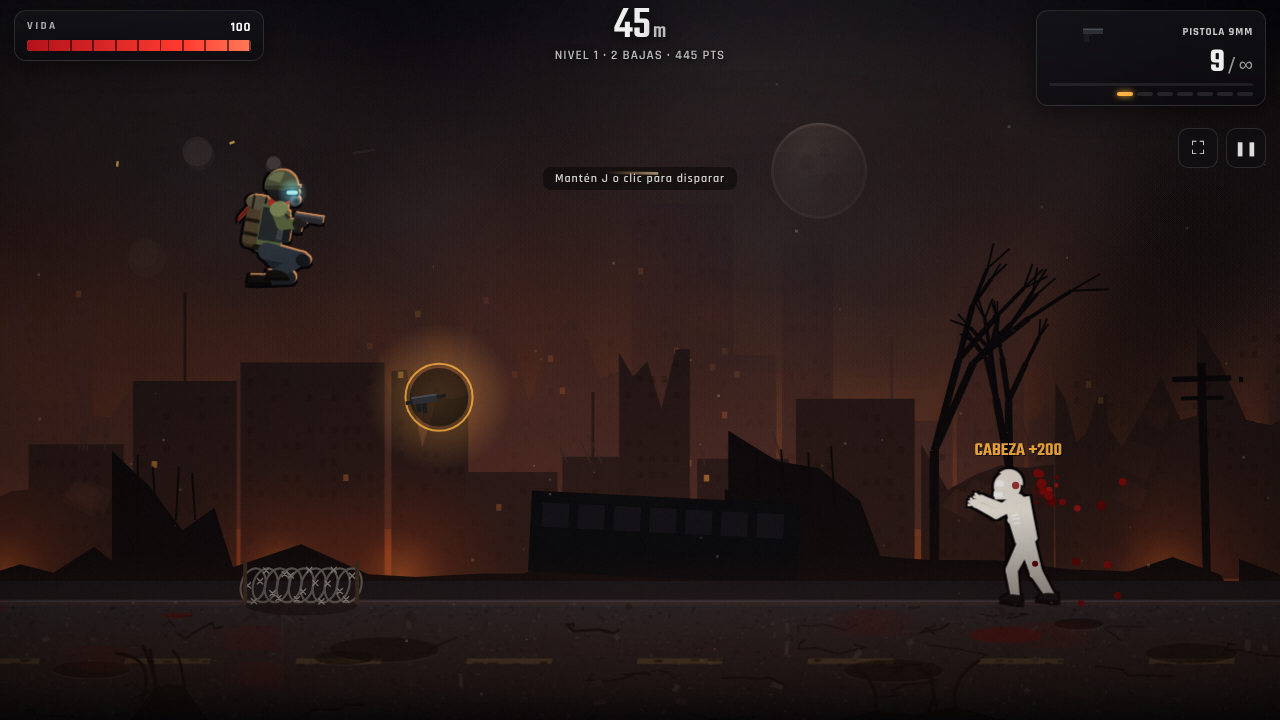 VIDA 100
45m
NIVEL 1 · 2 BAJAS · 445 PTS
PISTOLA 9MM
9 / ∞
Mantén J o clic para disparar
CABEZA +200